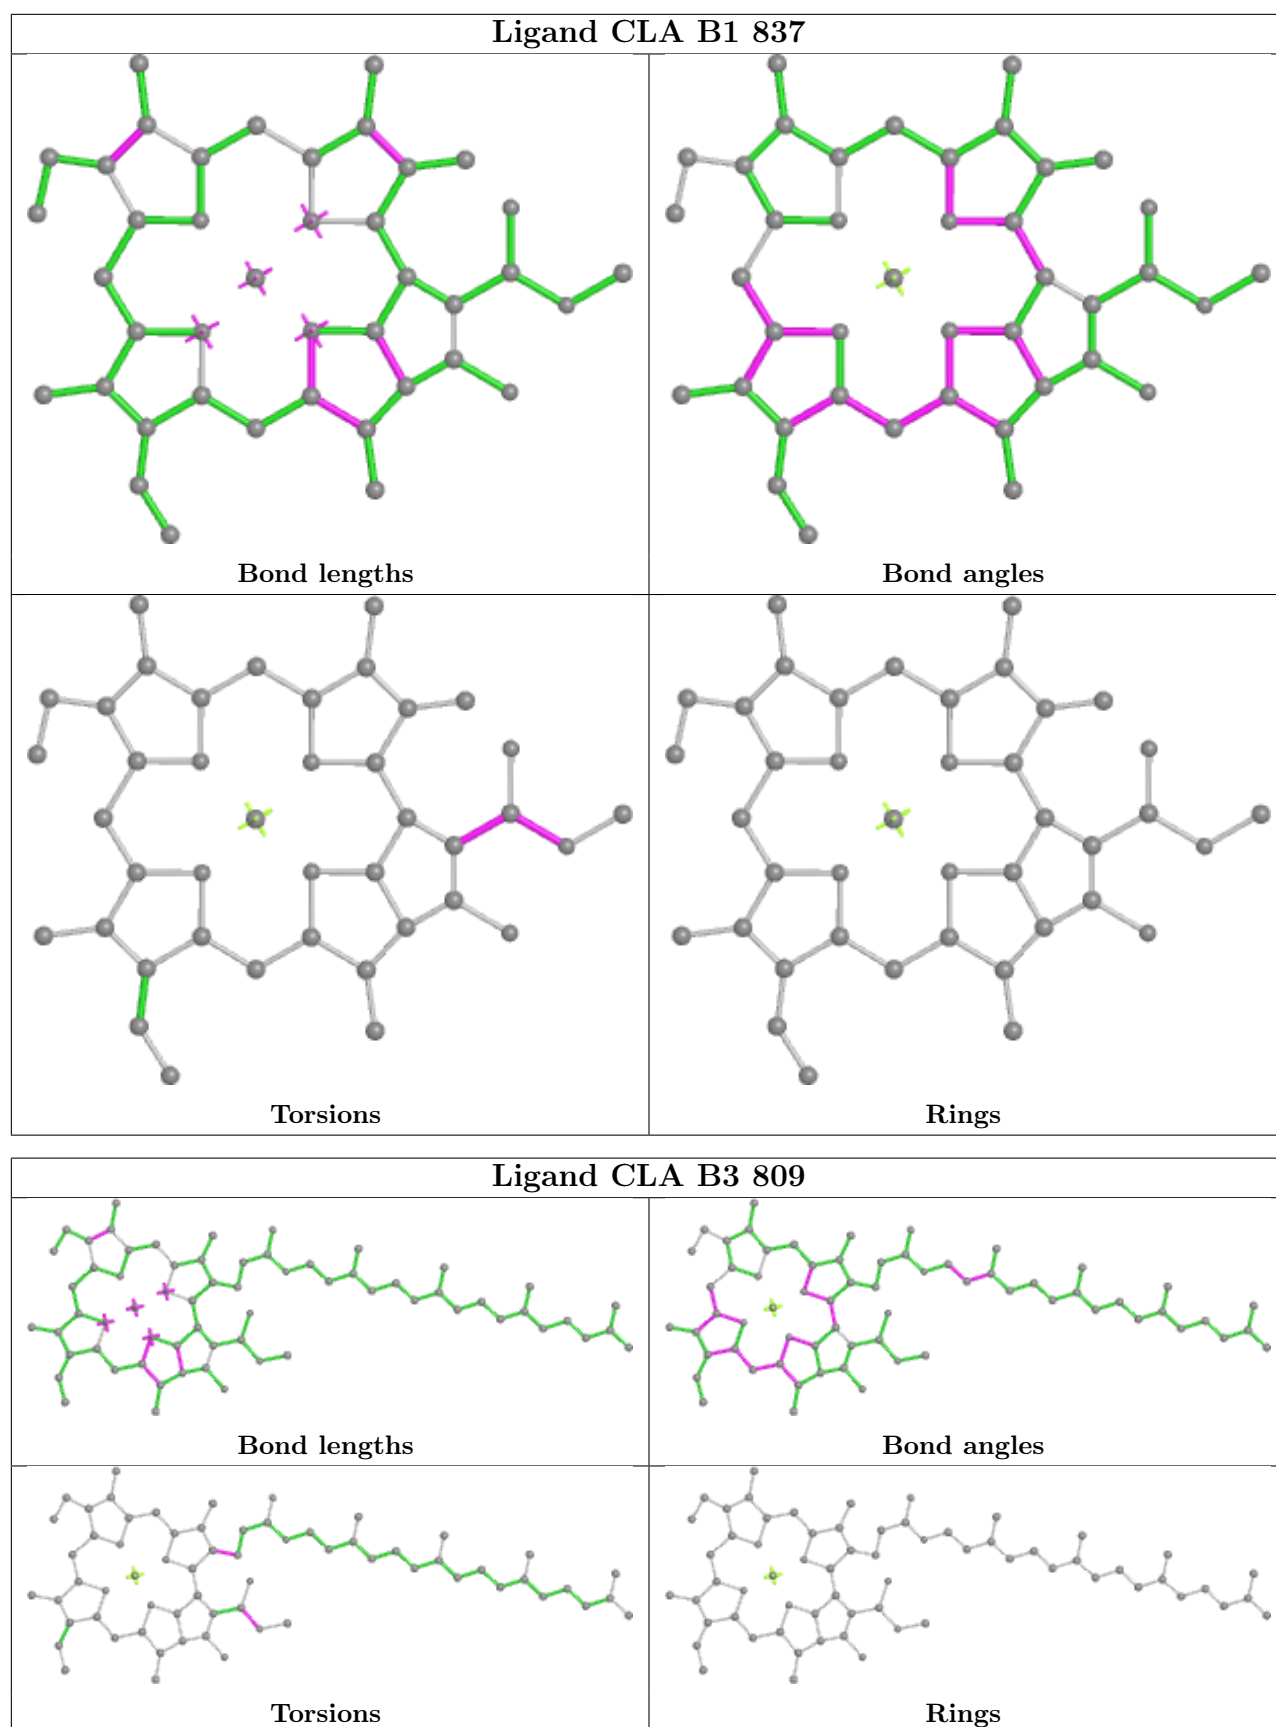 Ligand CLA B1 837
Bond lengths
Bond angles
Torsions
Rings
Ligand CLA B3 809
Bond lengths
Bond angles
Torsions
Rings